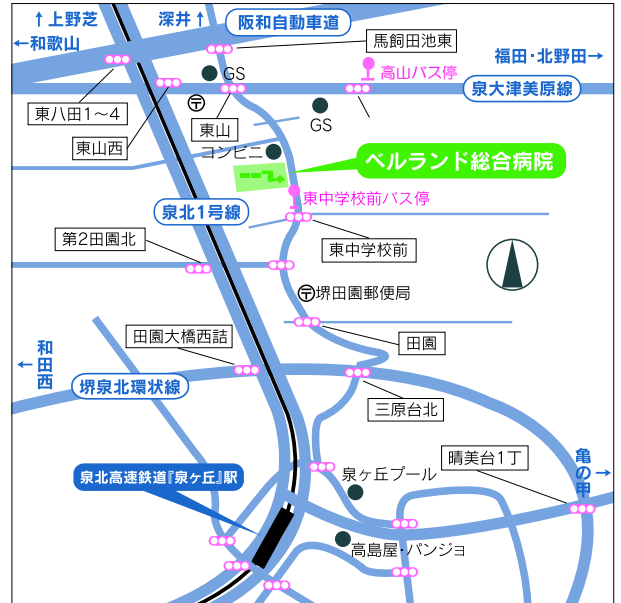 ↑上野芝
深井↑
阪和自動車道
←和歌山
馬飼田池東
福田・北野田→
GS
高山バス停
泉大津美原線
東八田1〜4
〒
東山
GS
東山西
コンビニ
ベルランド総合病院
東中学校前バス停
泉北1号線
第2田園北
東中学校前
〒堺田園郵便局
田園大橋西詰
田園
←和田西
堺泉北環状線
三原台北
晴美台1丁
亀の甲→
泉北高速鉄道『泉ヶ丘』駅
泉ヶ丘プール
高島屋・パンジョ